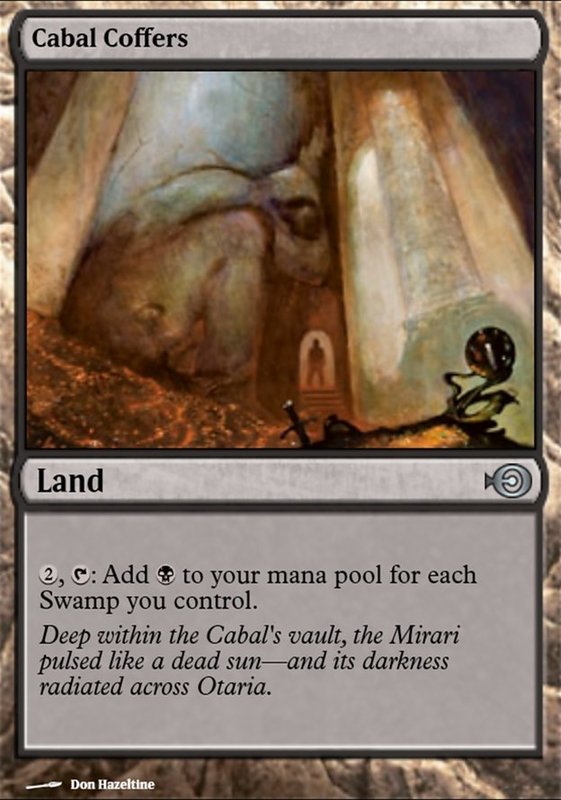 Cabal Coffers
Land
2, T: Add B to your mana pool for each
Swamp you control.
Deep within the Cabal's vault, the Mirari
pulsed like a dead sun—and its darkness
radiated across Otaria.
Don Hazeltine